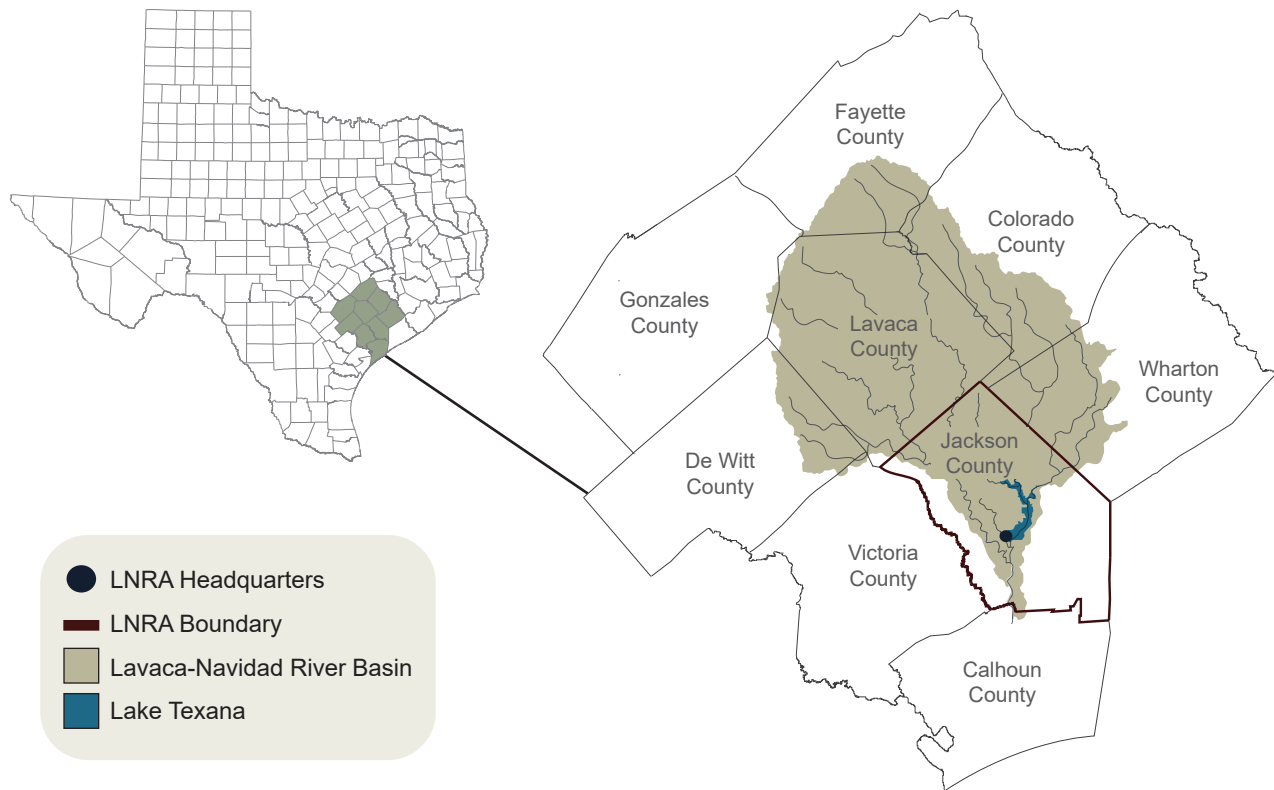 Fayette
County
Colorado
County
Gonzales
County
Lavaca
County
Wharton
County
Jackson
County
De Witt
County
Victoria
County
Calhoun
County
LNRA Headquarters
LNRA Boundary
Lavaca-Navidad River Basin
Lake Texana